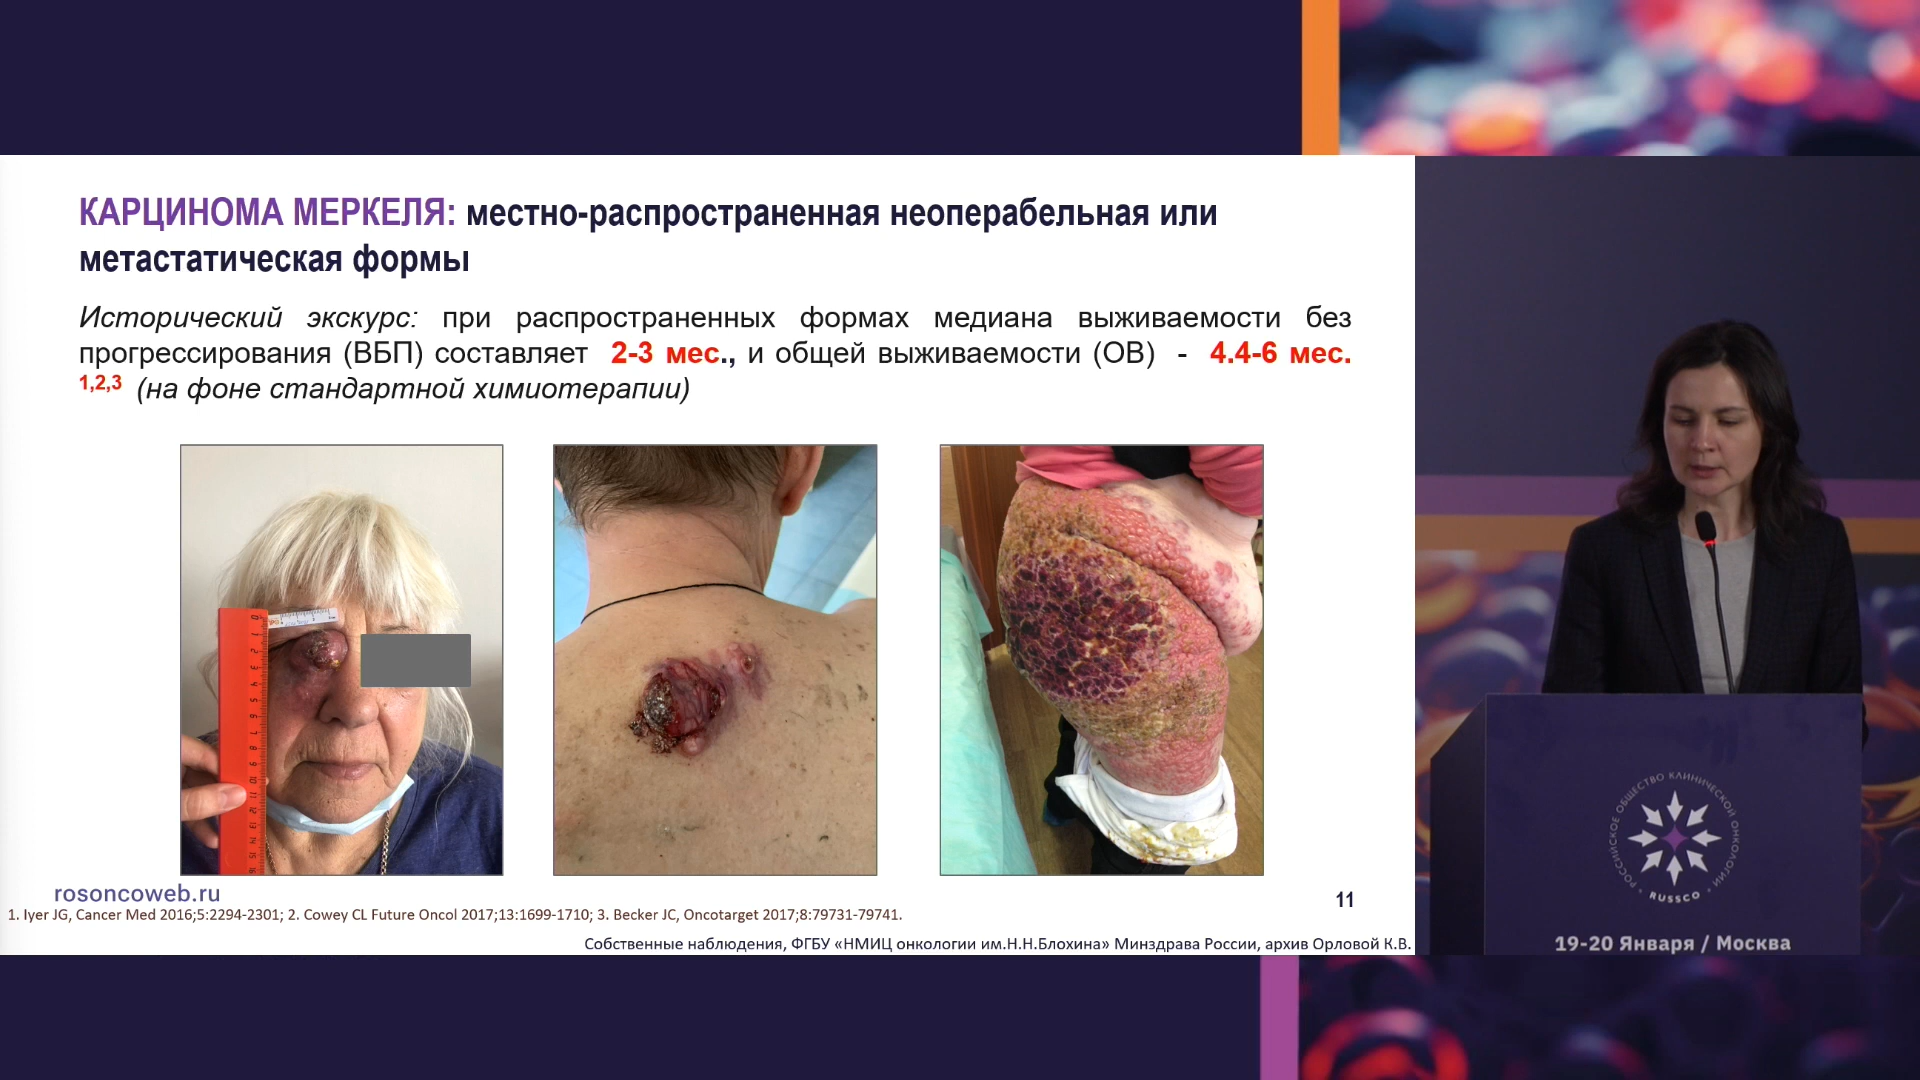 КАРЦИНОМА МЕРКЕЛЯ: местно-распространенная неоперабельная или
метастатическая формы
Исторический экскурс: при распространенных формах медиана выживаемости без
прогрессирования (ВБП) составляет 2-3 мес., и общей выживаемости (ОВ) - 4.4-6 мес.
1,2,3 (на фоне стандартной химиотерапии)
rosoncoweb.ru
11
1. Iyer JG, Cancer Med 2016;5:2294-2301; 2. Cowey CL Future Oncol 2017;13:1699-1710; 3. Becker JC, Oncotarget 2017;8:79731-79741.
Собственные наблюдения, ФГБУ «НМИЦ онкологии им.Н.Н.Блохина» Минздрава России, архив Орловой К.В.
РОССИЙСКОЕ ОБЩЕСТВО КЛИНИЧЕСКОЙ ОНКОЛОГИИ
RUSSCO
19-20 Января / Москва